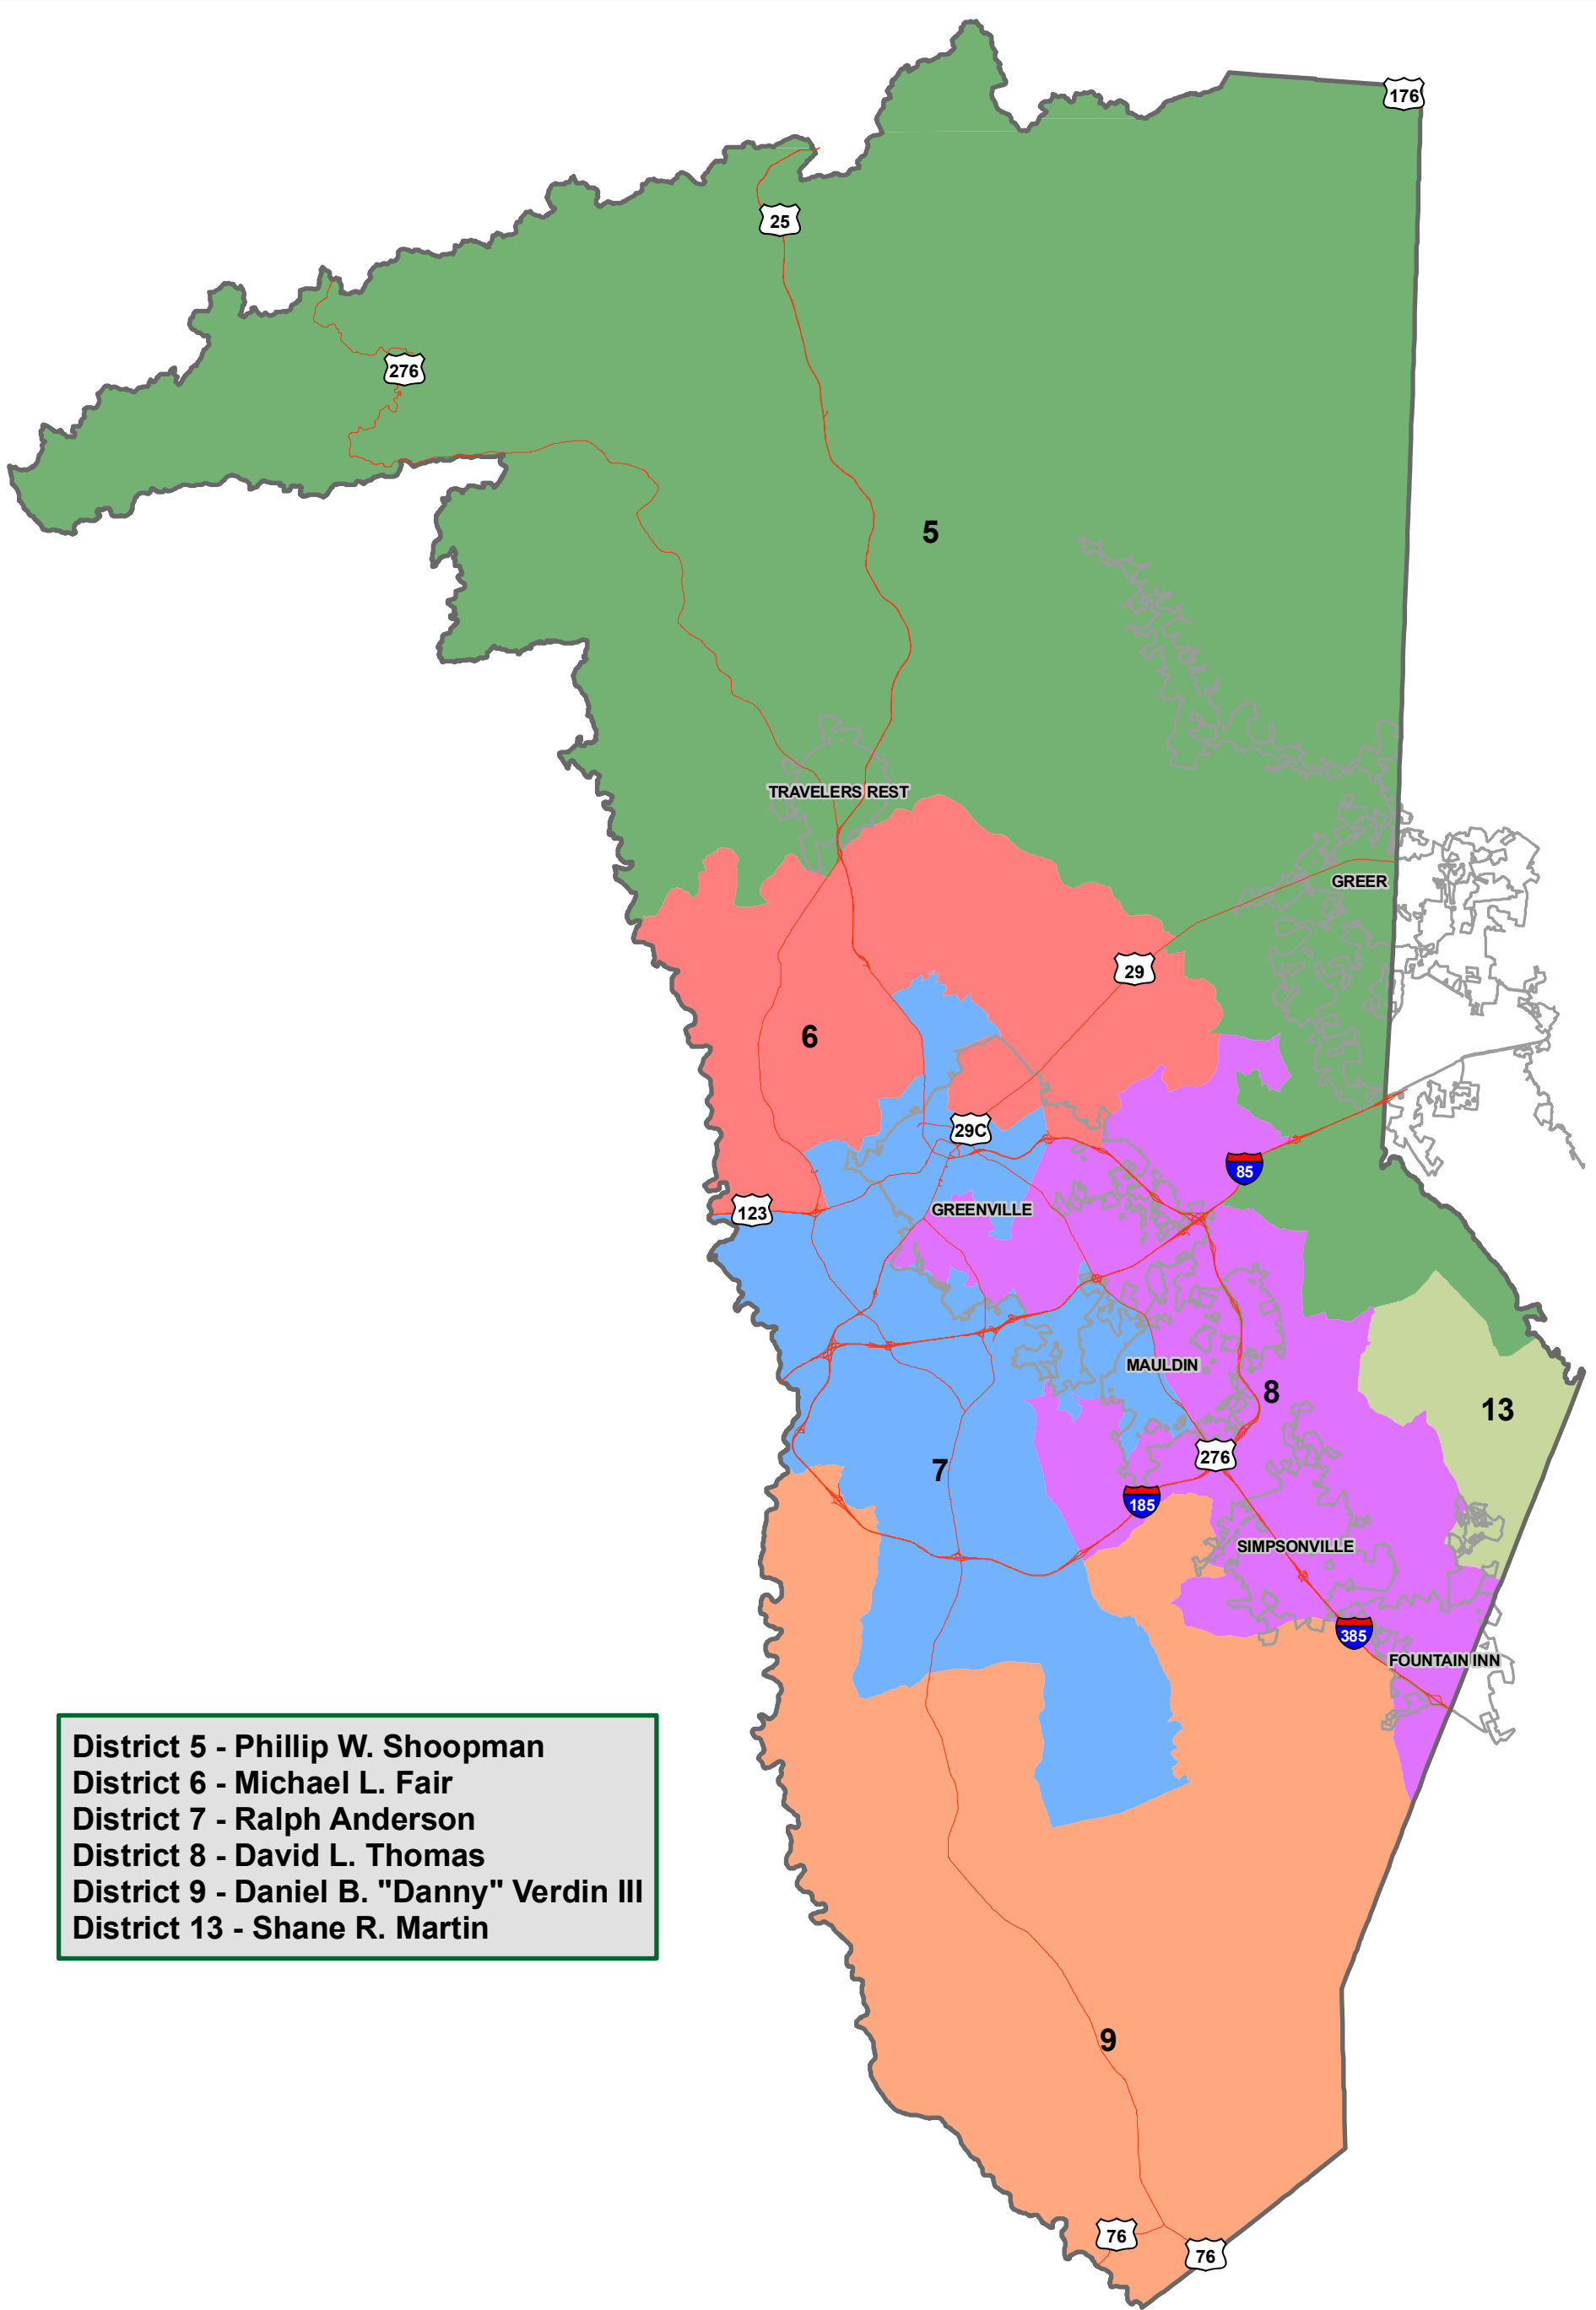 176
25
276
5
TRAVELERS REST
GREER
29
6
29C
85
123
GREENVILLE
MAULDIN
8
13
7
276
185
SIMPSONVILLE
385
FOUNTAIN INN
District 5 - Phillip W. Shoopman
District 6 - Michael L. Fair
District 7 - Ralph Anderson
District 8 - David L. Thomas
District 9 - Daniel B. "Danny" Verdin III
District 13 - Shane R. Martin
9
76
76